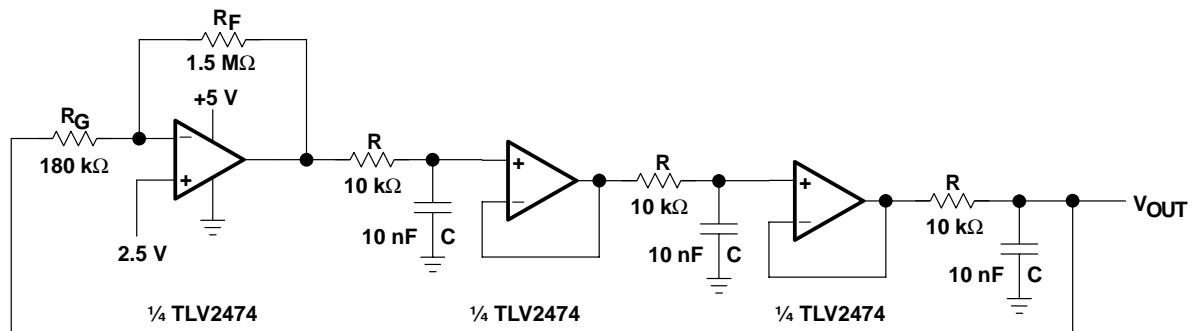 RF
1.5 MΩ
+5 V
RG
180 kΩ
−
+
2.5 V
R
10 kΩ
10 nF
C
+
−
R
10 kΩ
10 nF
C
+
−
R
10 kΩ
10 nF
C
VOUT
¼ TLV2474
¼ TLV2474
¼ TLV2474